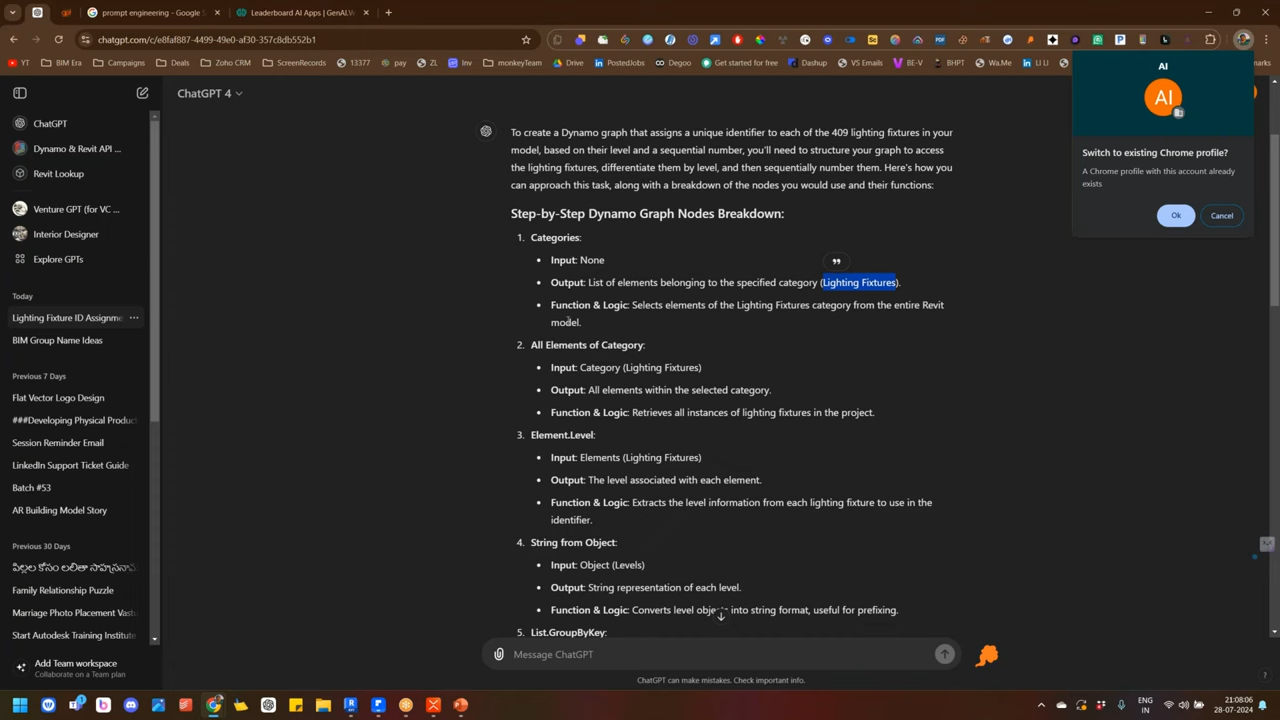 prompt engineering - Google S
Leaderboard AI Apps | GenAI.W
chatgpt.com/c/e8faf887-4499-49e0-af30-357c8db552b1
YT
BIM Era
Campaigns
Deals
Zoho CRM
ScreenRecords
13377
pay
ZL
Inv
monkeyTeam
Drive
PostedJobs
Degoo
Get started for free
Dashup
VS Emails
BE-V
BHPT
Wa.Me
LI LI
AI
AI
Switch to existing Chrome profile?
A Chrome profile with this account already
exists
Ok
Cancel
ChatGPT
Dynamo & Revit API ...
Revit Lookup
Venture GPT (for VC ...
Interior Designer
Explore GPTs
Today
Lighting Fixture ID Assignme
BIM Group Name Ideas
Previous 7 Days
Flat Vector Logo Design
###Developing Physical Produc
Session Reminder Email
LinkedIn Support Ticket Guide
Batch #53
AR Building Model Story
Previous 30 Days
పిల్లల కోసం లలితా సాహస్రనామ
Family Relationship Puzzle
Marriage Photo Placement Vastu
Start Autodesk Training Institute
Add Team workspace
Collaborate on a Team plan
ChatGPT 4
To create a Dynamo graph that assigns a unique identifier to each of the 409 lighting fixtures in your
model, based on their level and a sequential number, you'll need to structure your graph to access
the lighting fixtures, differentiate them by level, and then sequentially number them. Here's how you
can approach this task, along with a breakdown of the nodes you would use and their functions:
Step-by-Step Dynamo Graph Nodes Breakdown:
1. Categories:
• Input: None
• Output: List of elements belonging to the specified category (Lighting Fixtures).
• Function & Logic: Selects elements of the Lighting Fixtures category from the entire Revit
model.
2. All Elements of Category:
• Input: Category (Lighting Fixtures)
• Output: All elements within the selected category.
• Function & Logic: Retrieves all instances of lighting fixtures in the project.
3. Element.Level:
• Input: Elements (Lighting Fixtures)
• Output: The level associated with each element.
• Function & Logic: Extracts the level information from each lighting fixture to use in the
identifier.
4. String from Object:
• Input: Object (Levels)
• Output: String representation of each level.
• Function & Logic: Converts level objects into string format, useful for prefixing.
5. List.GroupByKey:
Message ChatGPT
ChatGPT can make mistakes. Check important info.
ENG
IN
21:08:06
28-07-2024